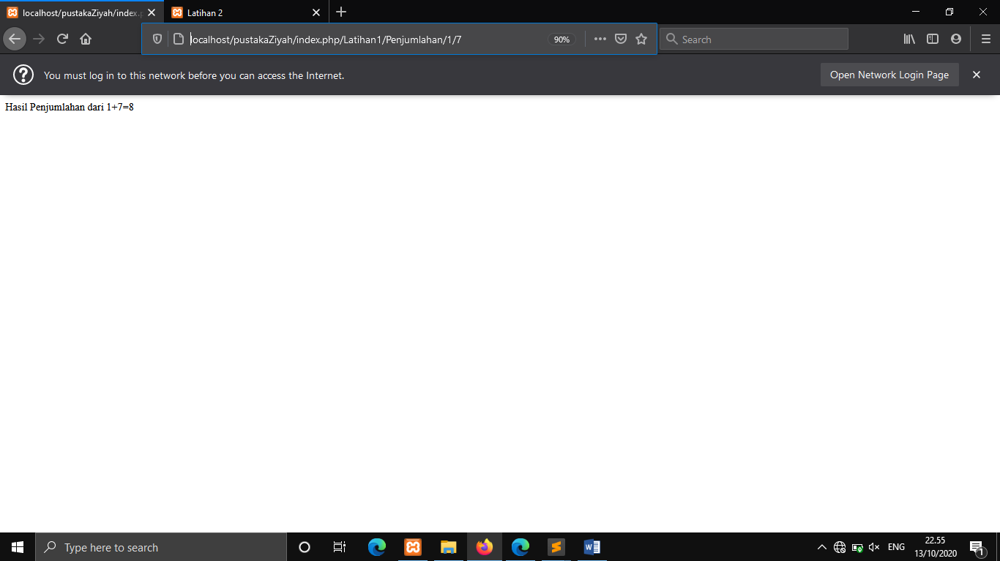 localhost/pustakaZiyah/index.p
Latihan 2
localhost/pustakaZiyah/index.php/Latihan1/Penjumlahan/1/7
90%
Search
You must log in to this network before you can access the Internet.
Open Network Login Page
Hasil Penjumlahan dari 1+7=8
Type here to search
ENG
22.55
13/10/2020
1